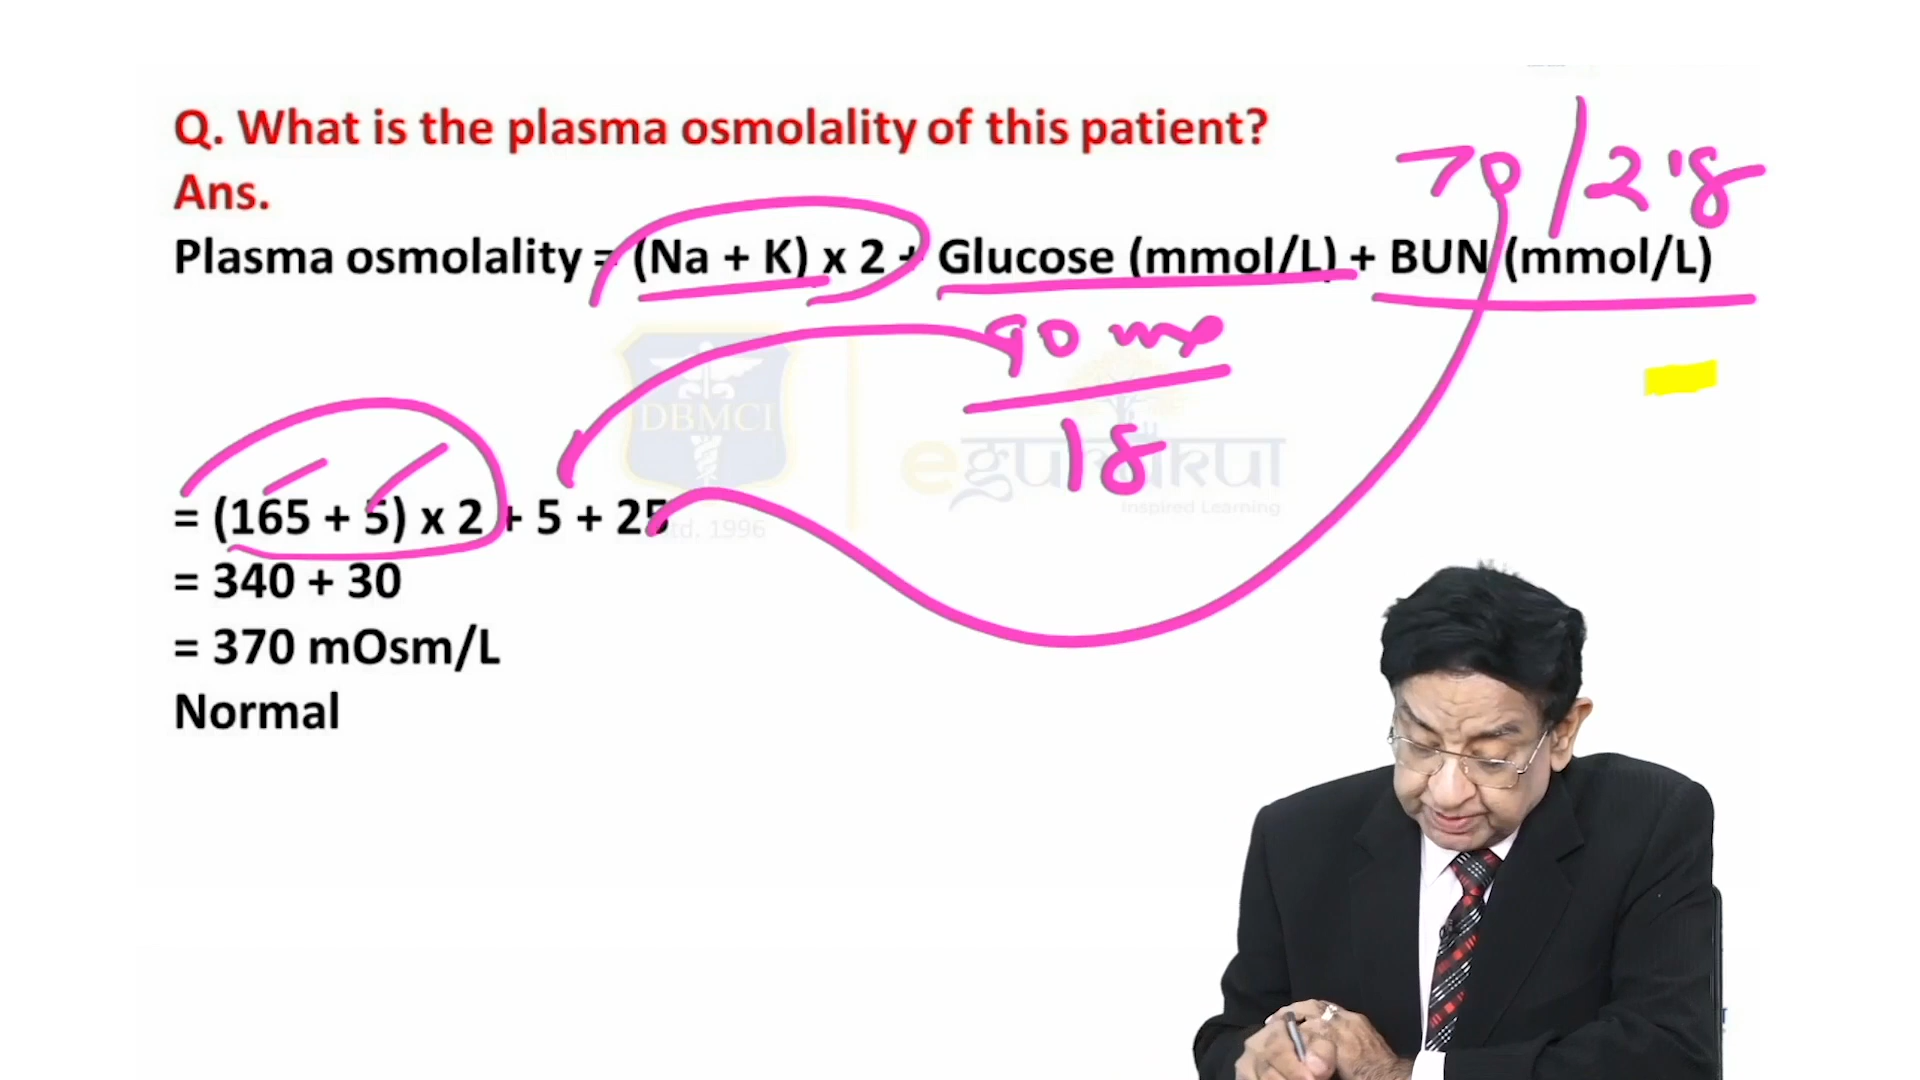 Q. What is the plasma osmolality of this patient?
Ans.
70/2.8
Plasma osmolality = (Na + K) x 2 + Glucose (mmol/L) + BUN (mmol/L)
90
18
DBMCI
egurukul
Inspired Learning
= (165 + 5) x 2 + 5 + 25
Estd. 1996
= 340 + 30
= 370 mOsm/L
Normal